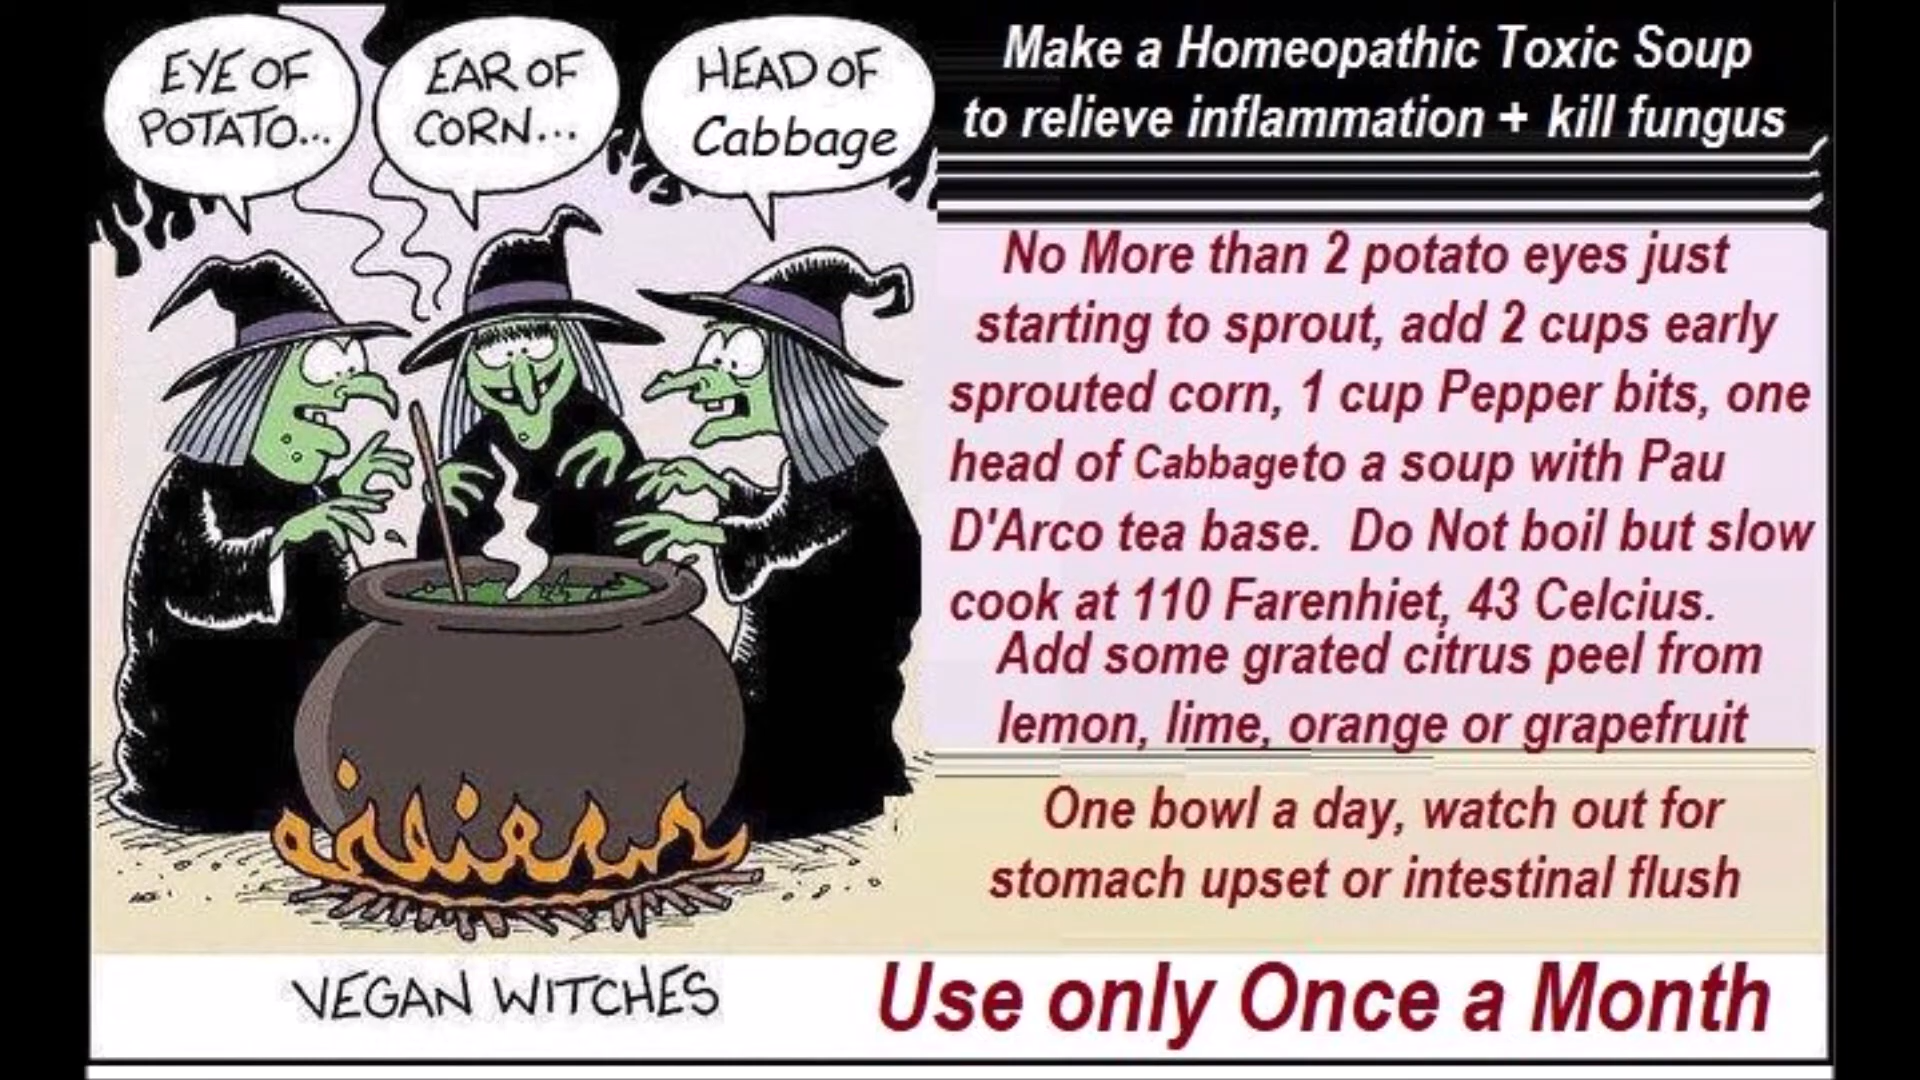 EYE OF
POTATO...
EAR OF
CORN...
HEAD OF
Cabbage
VEGAN WITCHES
Make a Homeopathic Toxic Soup
to relieve inflammation + kill fungus
No More than 2 potato eyes just
starting to sprout, add 2 cups early
sprouted corn, 1 cup Pepper bits, one
head of Cabbage to a soup with Pau
D'Arco tea base. Do Not boil but slow
cook at 110 Farenhiet, 43 Celcius.
Add some grated citrus peel from
lemon, lime, orange or grapefruit
One bowl a day, watch out for
stomach upset or intestinal flush
Use only Once a Month